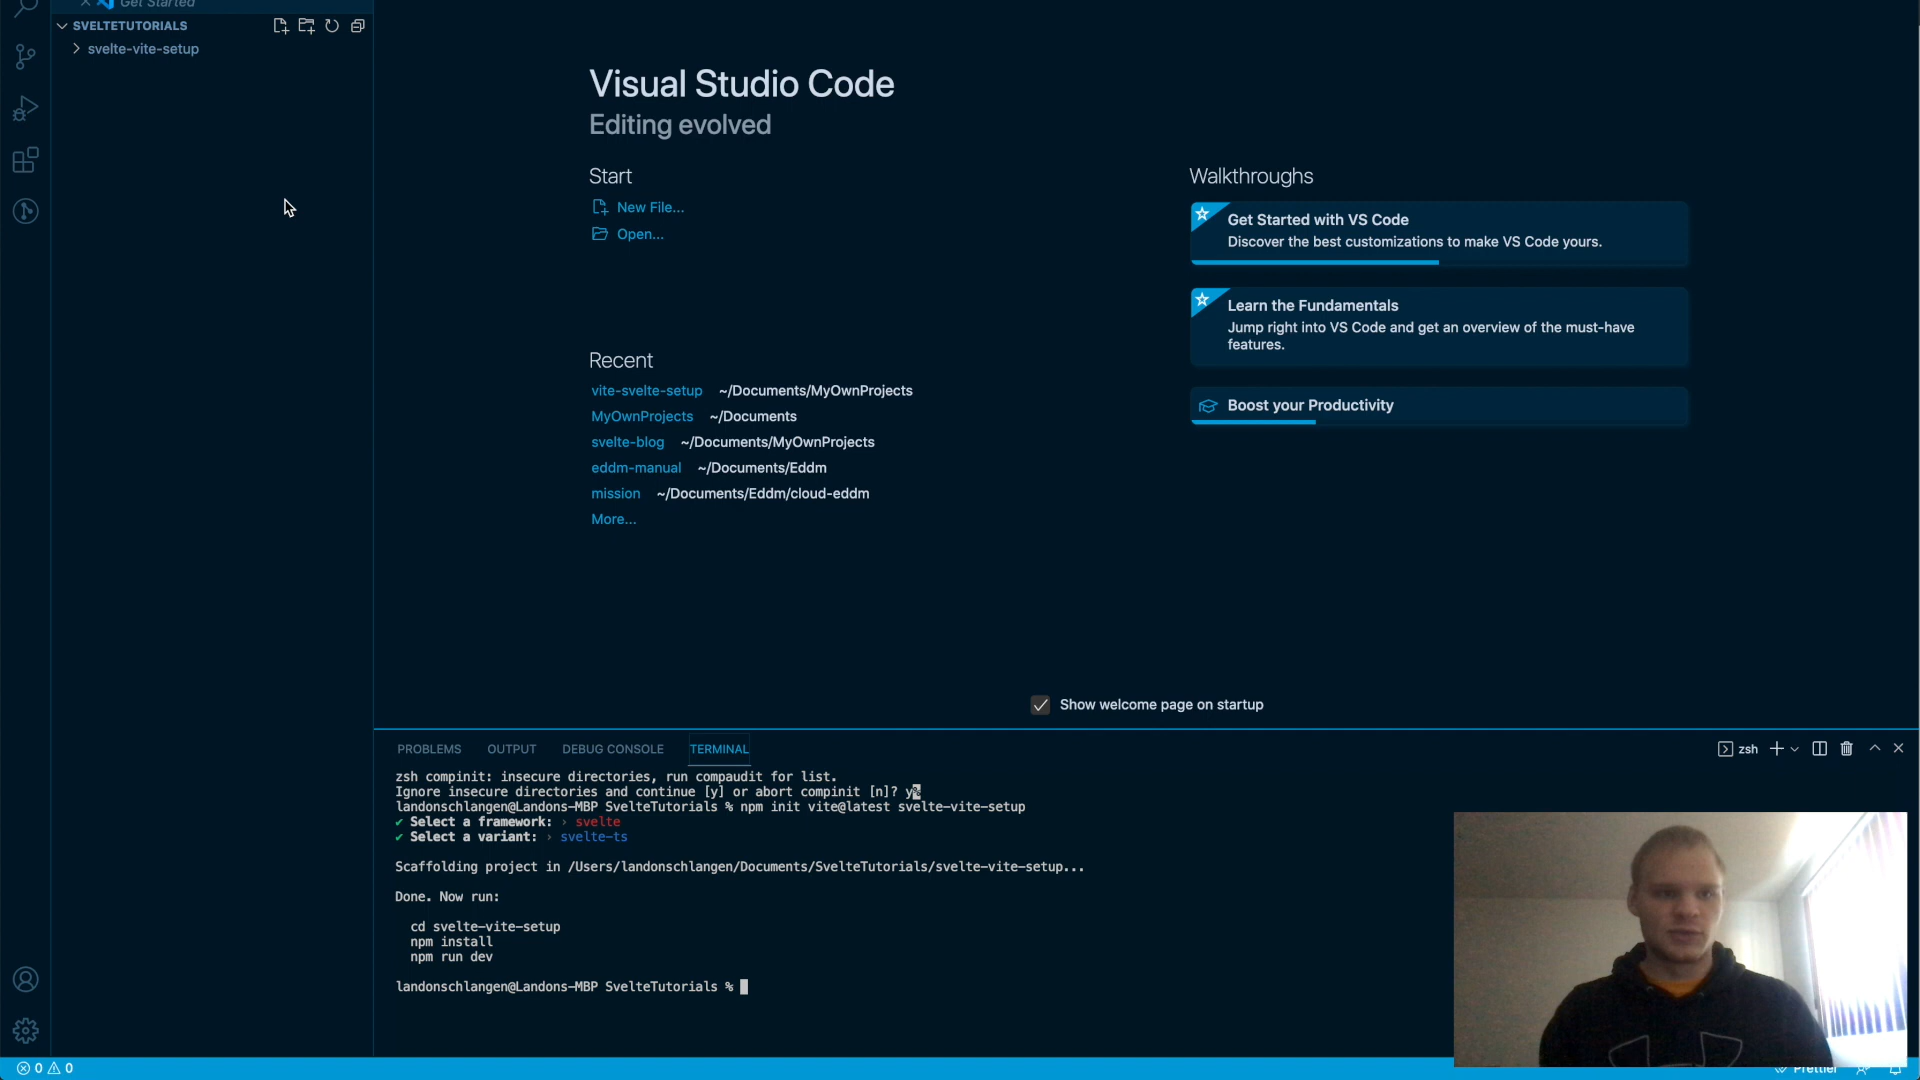 Get Started
SVELTETUTORIALS
svelte-vite-setup
Visual Studio Code
Editing evolved
Start
New File...
Open...
Recent
vite-svelte-setup ~/Documents/MyOwnProjects
MyOwnProjects ~/Documents
svelte-blog ~/Documents/MyOwnProjects
eddm-manual ~/Documents/Eddm
mission ~/Documents/Eddm/cloud-eddm
More...
Walkthroughs
Get Started with VS Code
Discover the best customizations to make VS Code yours.
Learn the Fundamentals
Jump right into VS Code and get an overview of the must-have
features.
Boost your Productivity
Show welcome page on startup
PROBLEMS OUTPUT DEBUG CONSOLE TERMINAL
zsh
zsh compinit: insecure directories, run compaudit for list.
Ignore insecure directories and continue [y] or abort compinit [n]? y%
landonschlangen@Landons-MBP SvelteTutorials % npm init vite@latest svelte-vite-setup
✔ Select a framework: › svelte
✔ Select a variant: › svelte-ts
Scaffolding project in /Users/landonschlangen/Documents/SvelteTutorials/svelte-vite-setup...
Done. Now run:
cd svelte-vite-setup
npm install
npm run dev
landonschlangen@Landons-MBP SvelteTutorials %
0 0
Prettier